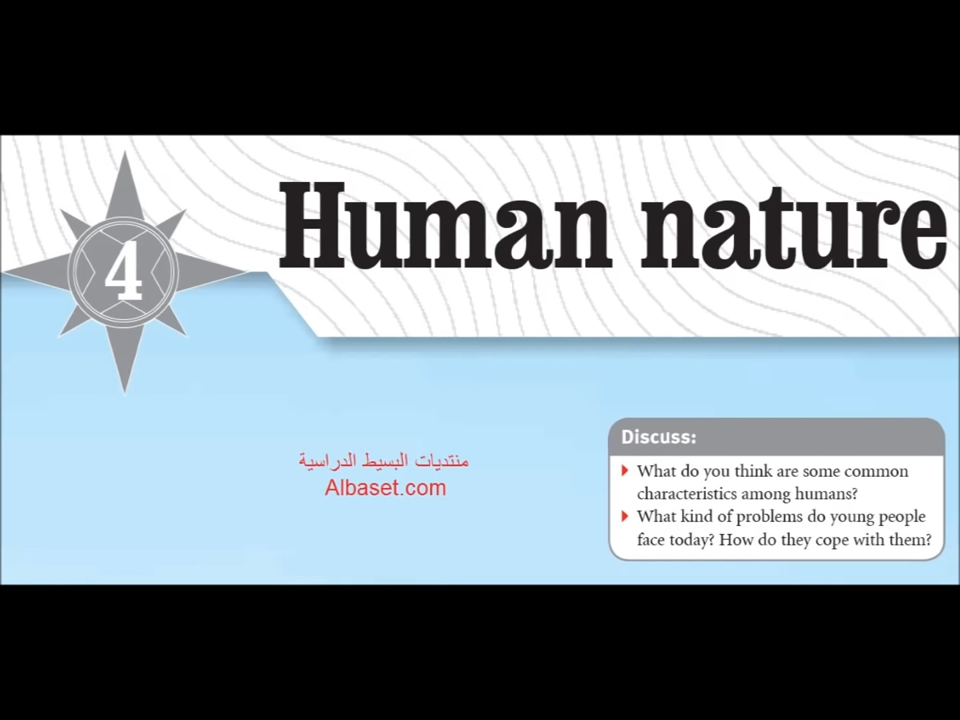 4
Human nature
منتديات البسيط الدراسية
Albaset.com
Discuss:
What do you think are some common
characteristics among humans?
What kind of problems do young people
face today? How do they cope with them?